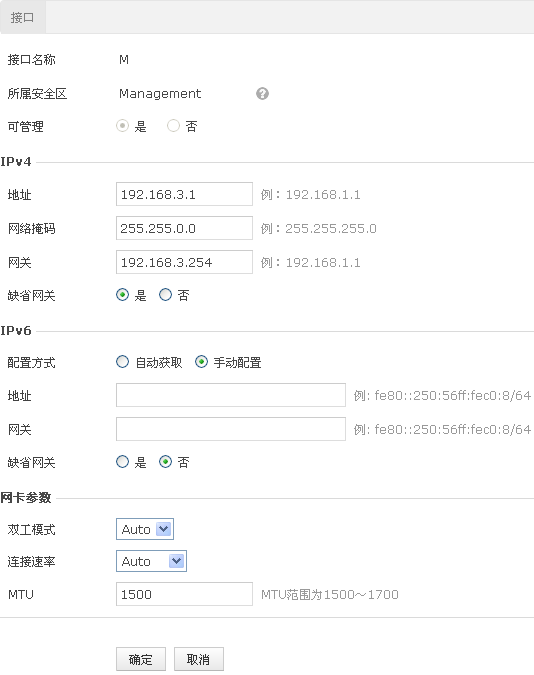 接口
接口名称 M
所属安全区 Management ?
可管理 是 否
IPv4
地址 192.168.3.1 例：192.168.1.1
网络掩码 255.255.0.0 例：255.255.255.0
网关 192.168.3.254 例：192.168.1.1
缺省网关 是 否
IPv6
配置方式 自动获取 手动配置
地址 例: fe80::250:56ff:fec0:8/64
网关 例: fe80::250:56ff:fec0:8/64
缺省网关 是 否
网卡参数
双工模式 Auto
连接速率 Auto
MTU 1500 MTU范围为1500～1700
确定 取消